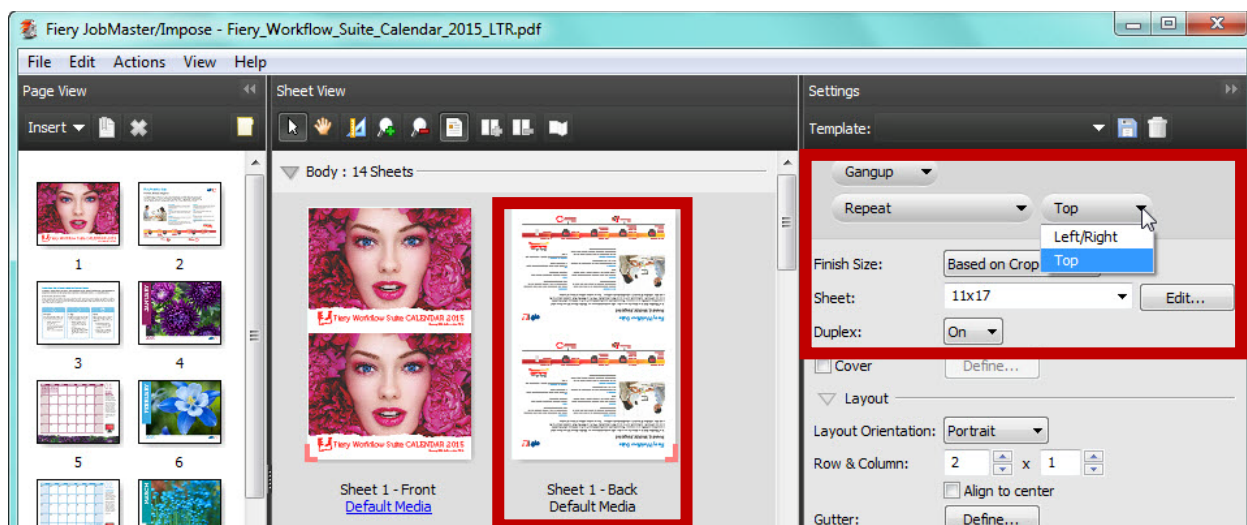 Fiery JobMaster/Impose - Fiery_Workflow_Suite_Calendar_2015_LTR.pdf
File Edit Actions View Help
Page View
Insert
1
2
3
4
5
6
JANUARY
FEBRUARY
MARCH
Sheet View
Body : 14 Sheets
Fiery Workflow Suite CALENDAR 2015
Fiery Workflow Suite CALENDAR 2015
Sheet 1 - Front
Default Media
Sheet 1 - Back
Default Media
Settings
Template:
Gangup
Repeat
Top
Left/Right
Top
Finish Size:
Based on Crop
Sheet:
11x17
Edit...
Duplex:
On
Cover
Define...
Layout
Layout Orientation:
Portrait
Row & Column:
2 x 1
Align to center
Gutter:
Define...